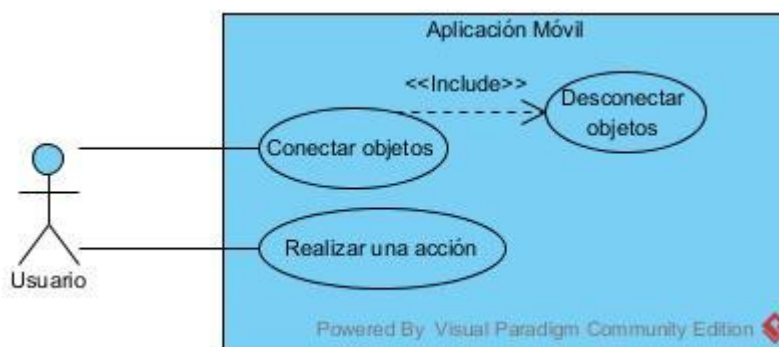 Aplicación Móvil
<<Include>>
Desconectar
objetos
Conectar objetos
Realizar una acción
Usuario
Powered By Visual Paradigm Community Edition